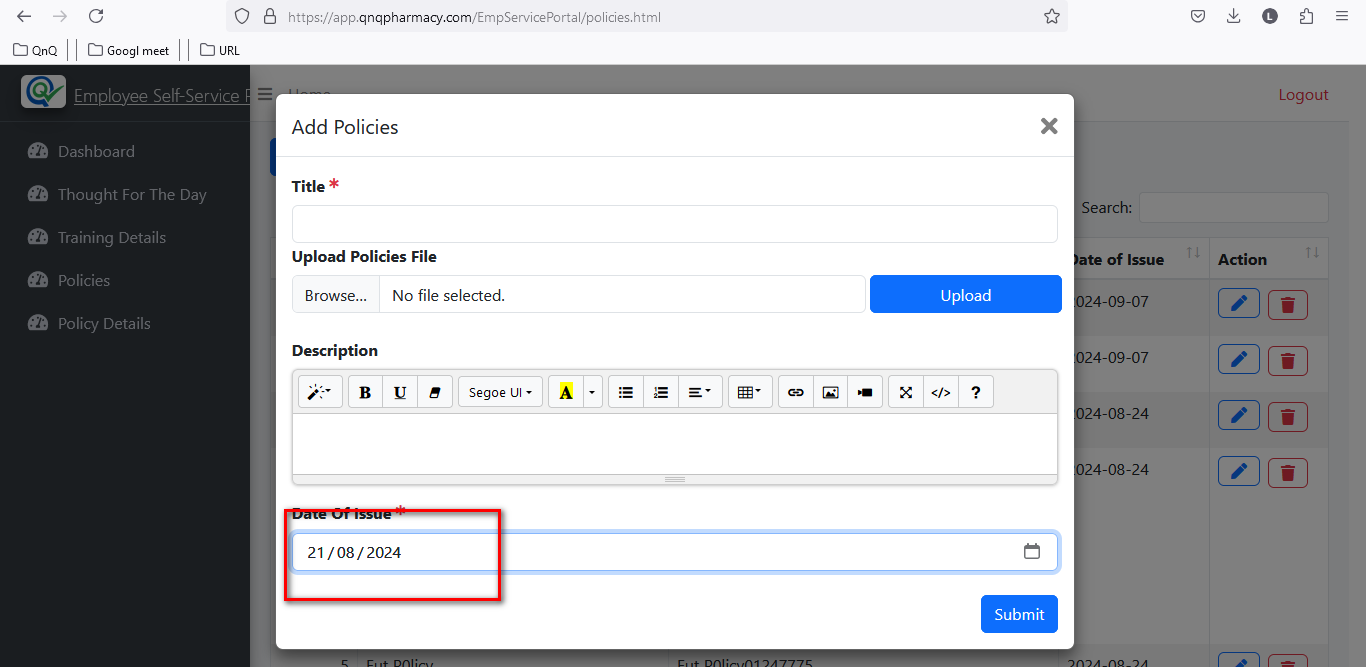 https://app.qnqpharmacy.com/EmpServicePortal/policies.html
L
QnQ
Googl meet
URL
Employee Self-Service P
Home
Logout
Dashboard
Thought For The Day
Training Details
Policies
Policy Details
Add Policies
Title *
Upload Policies File
Browse... No file selected.
Upload
Description
B U Segoe UI A </> ?
Date Of Issue *
21/08/2024
Submit
Search:
Date of Issue Action
2024-09-07
2024-09-07
2024-08-24
2024-08-24
5 Fut P0licy Fut P0licy01247775 2024-08-24